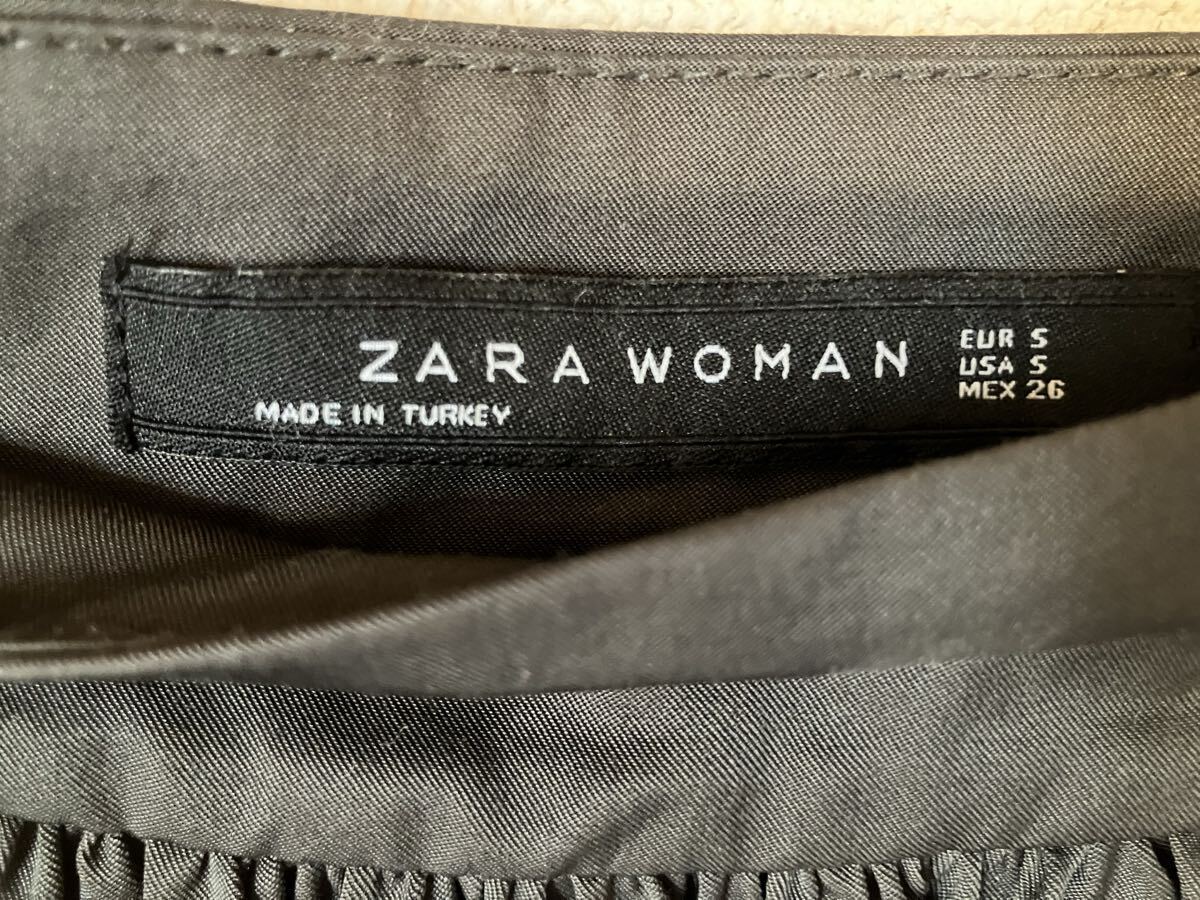 ZARA WOMAN
MADE IN TURKEY
EUR S
USA S
MEX 26